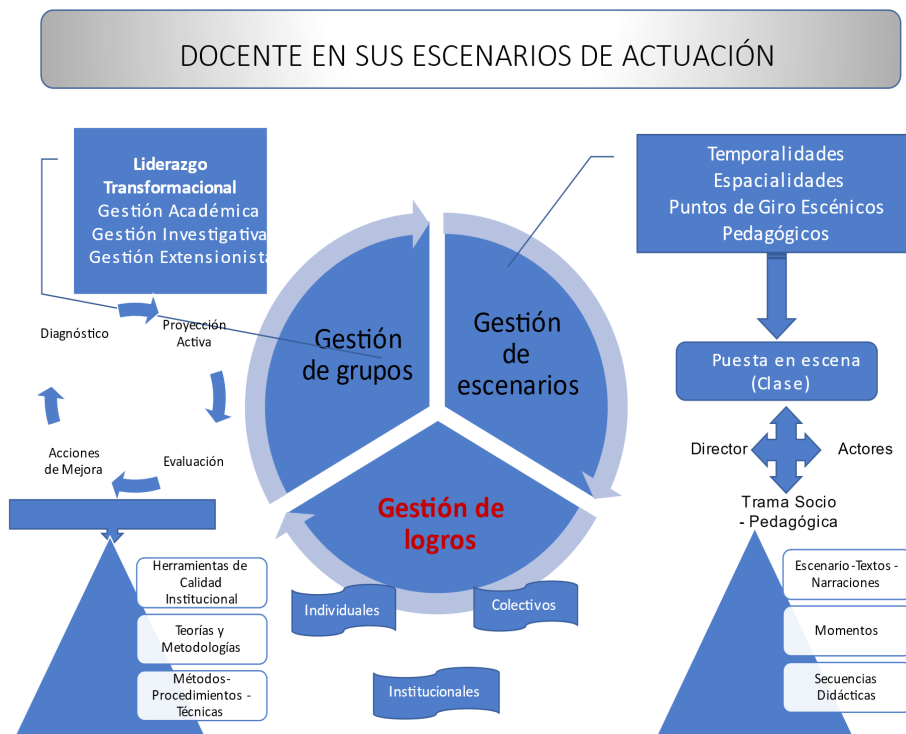 DOCENTE EN SUS ESCENARIOS DE ACTUACIÓN
Liderazgo
Transformacional
Gestión Académica
Gestión Investigativa
Gestión Extensionista
Temporalidades
Espacialidades
Puntos de Giro Escénicos
Pedagógicos
Diagnóstico
Proyección
Activa
Acciones
de Mejora
Evaluación
Gestión
de grupos
Gestión
de
escenarios
Gestión de
logros
Puesta en escena
(Clase)
Director
Actores
Trama Socio
- Pedagógica
Herramientas de
Calidad
Institucional
Teorías y
Metodologías
Métodos-
Procedimientos -
Técnicas
Individuales
Colectivos
Institucionales
Escenario -Textos -
Narraciones
Momentos
Secuencias
Didácticas